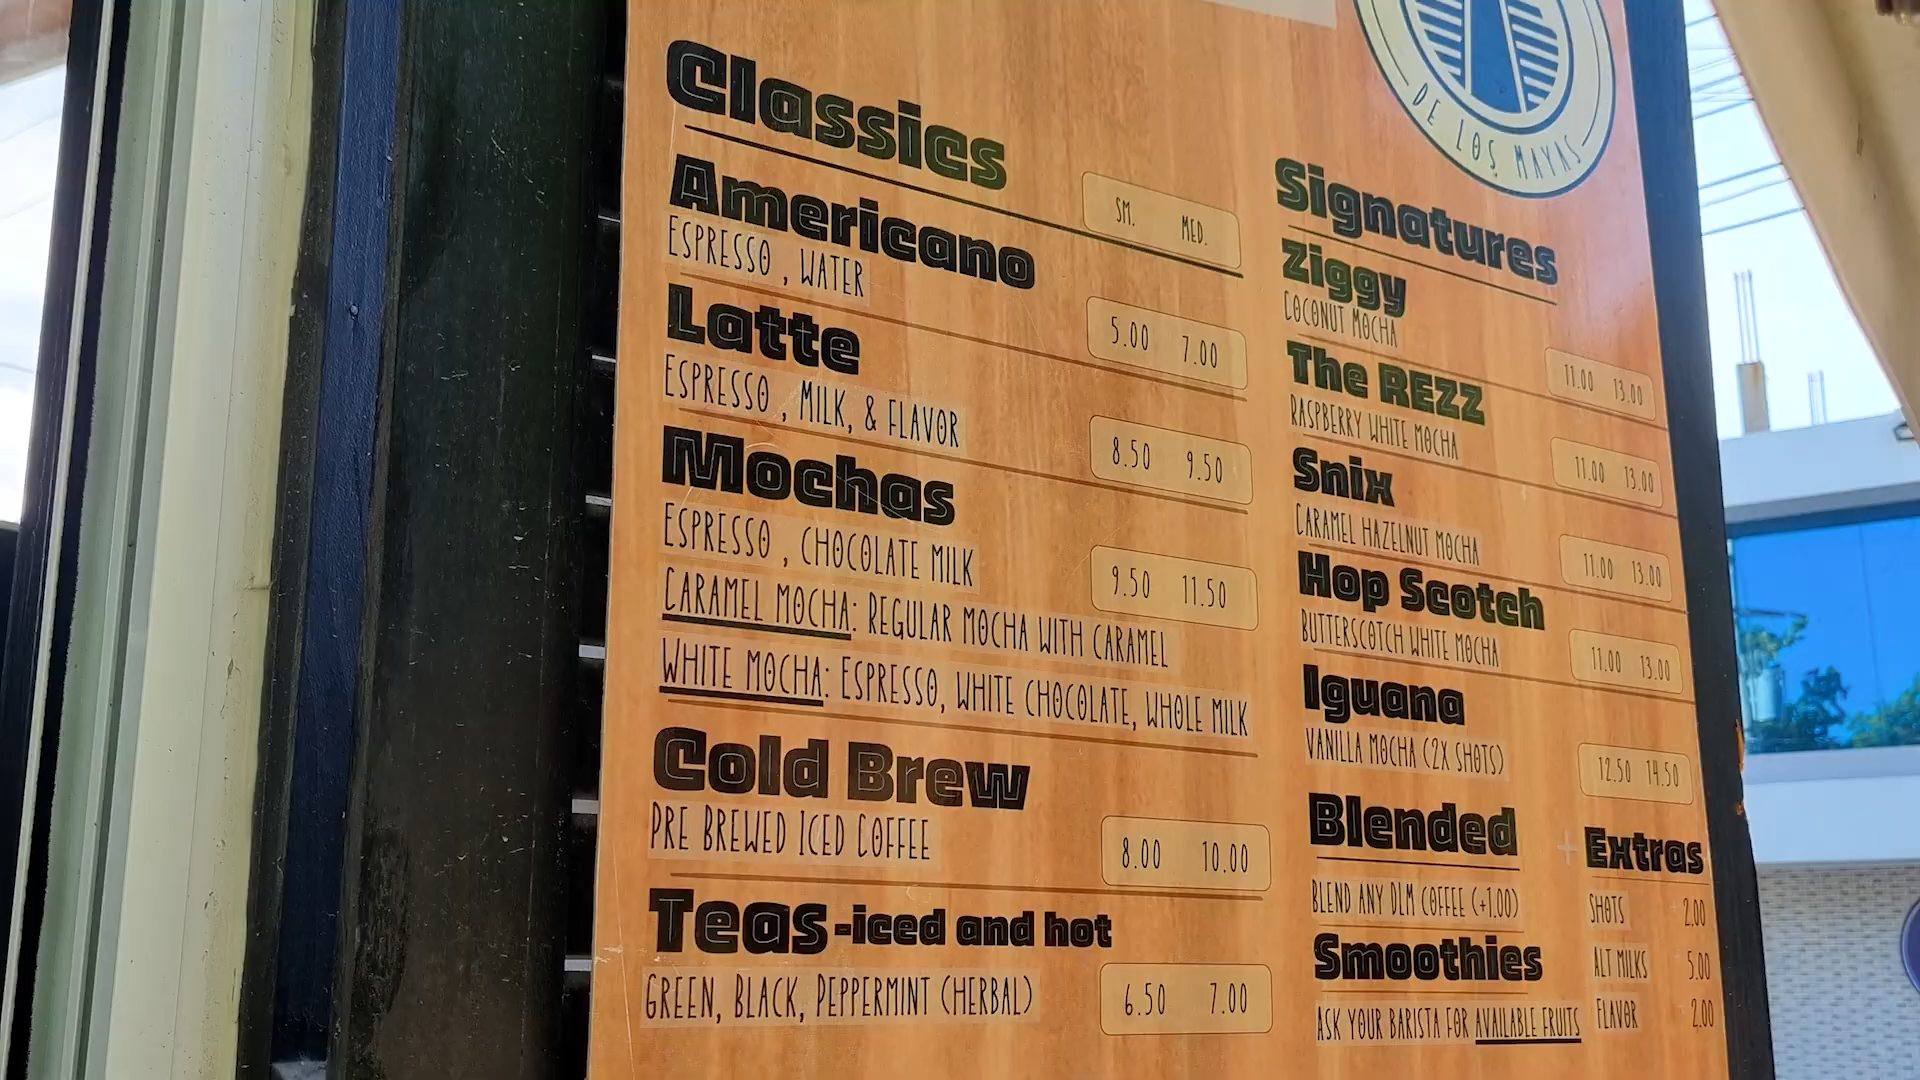 Classics
SM. MED.
Americano
ESPRESSO , WATER
5.00 7.00
Latte
ESPRESSO , MILK, & FLAVOR
8.50 9.50
Mochas
ESPRESSO , CHOCOLATE MILK
9.50 11.50
CARAMEL MOCHA: REGULAR MOCHA WITH CARAMEL
WHITE MOCHA: ESPRESSO, WHITE CHOCOLATE, WHOLE MILK
Cold Brew
PRE BREWED ICED COFFEE
8.00 10.00
Teas -iced and hot
GREEN, BLACK, PEPPERMINT (HERBAL)
6.50 7.00
DE LOS MAYAS
Signatures
Ziggy
COCONUT MOCHA
11.00 13.00
The REZZ
RASPBERRY WHITE MOCHA
11.00 13.00
Snix
CARAMEL HAZELNUT MOCHA
11.00 13.00
Hop Scotch
BUTTERSCOTCH WHITE MOCHA
11.00 13.00
Iguana
VANILLA MOCHA (2X SHOTS)
12.50 14.50
Blended
BLEND ANY DLM COFFEE (+1.00)
Smoothies
ASK YOUR BARISTA FOR AVAILABLE FRUITS
+ Extras
SHOTS 2.00
ALT MILKS 5.00
FLAVOR 2.00